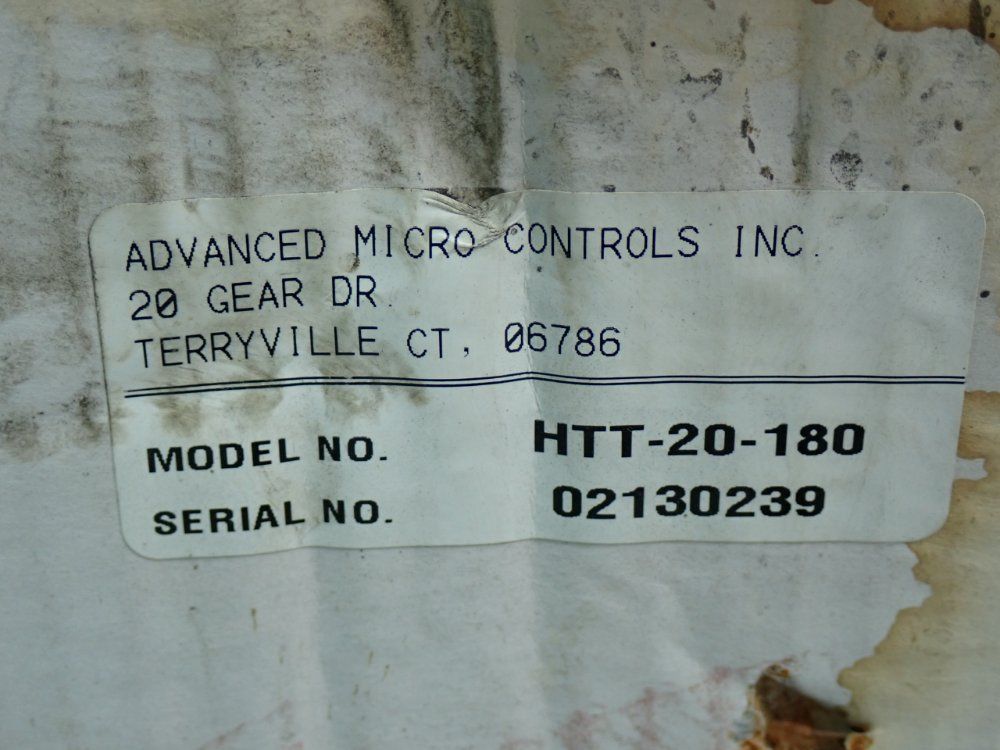 ADVANCED MICRO CONTROLS INC.
20 GEAR DR.
TERRYVILLE CT, 06786
MODEL NO. HTT-20-180
SERIAL NO. 02130239